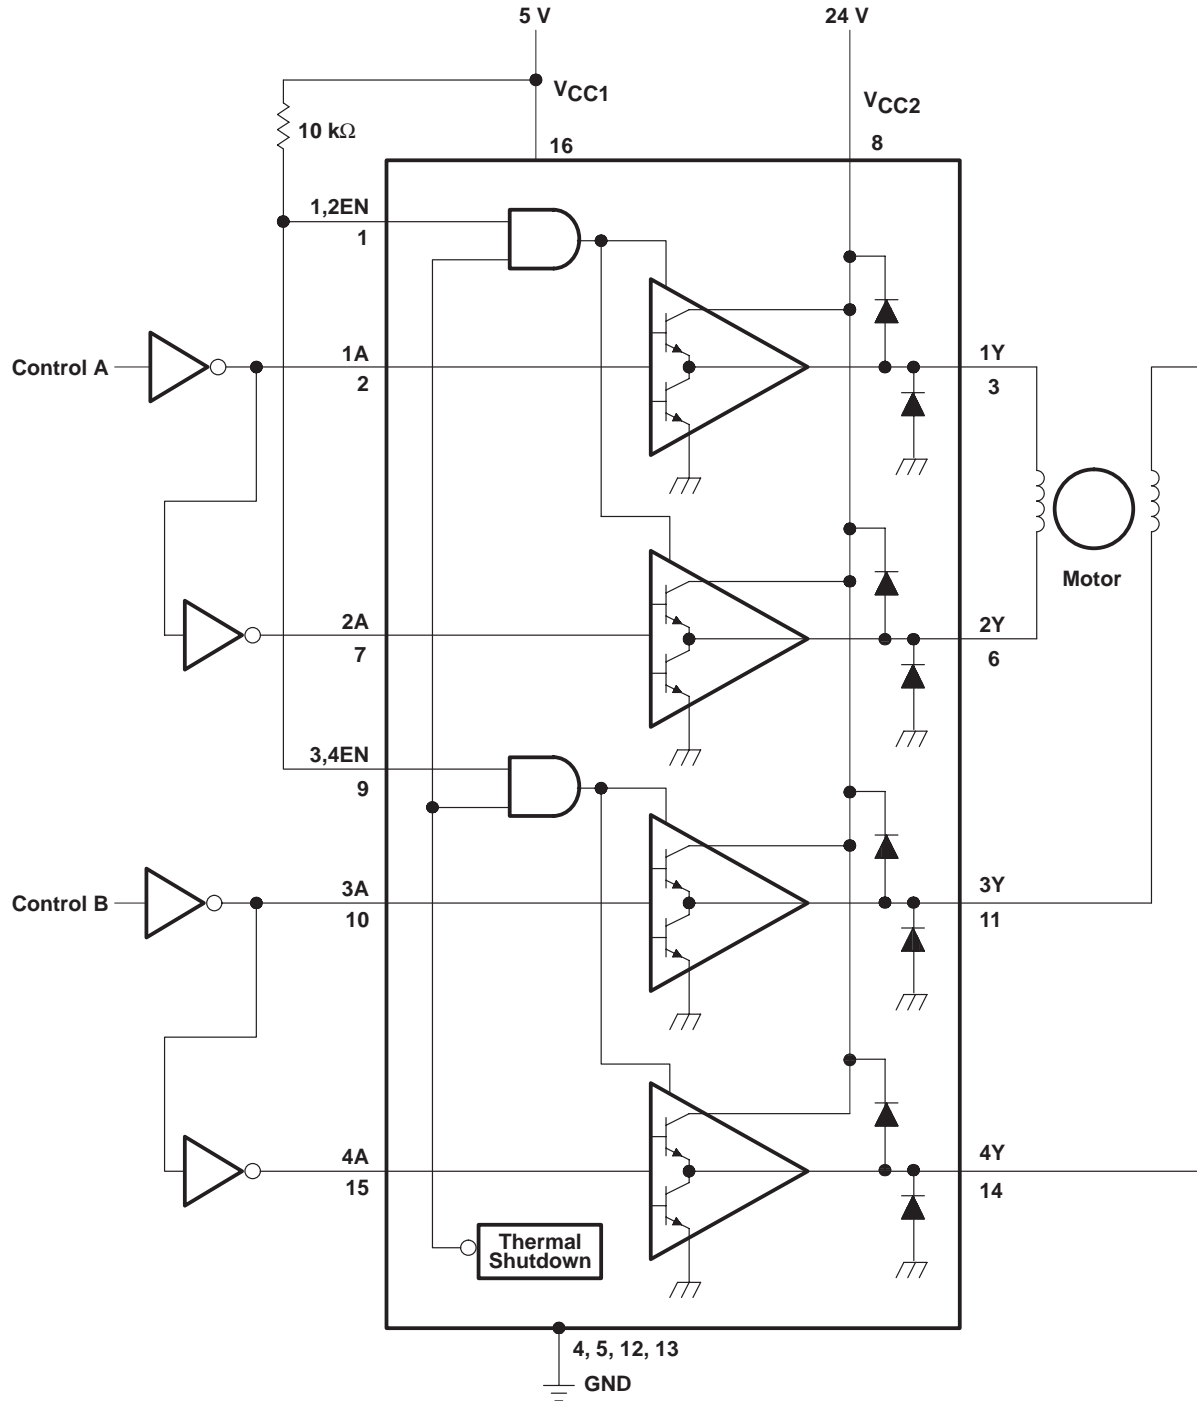 5 V
24 V
VCC1
VCC2
10 kΩ
16
8
1,2EN
1
Control A
1A
2
1Y
3
Motor
2A
7
2Y
6
3,4EN
9
Control B
3A
10
3Y
11
4A
15
4Y
14
Thermal
Shutdown
4, 5, 12, 13
GND